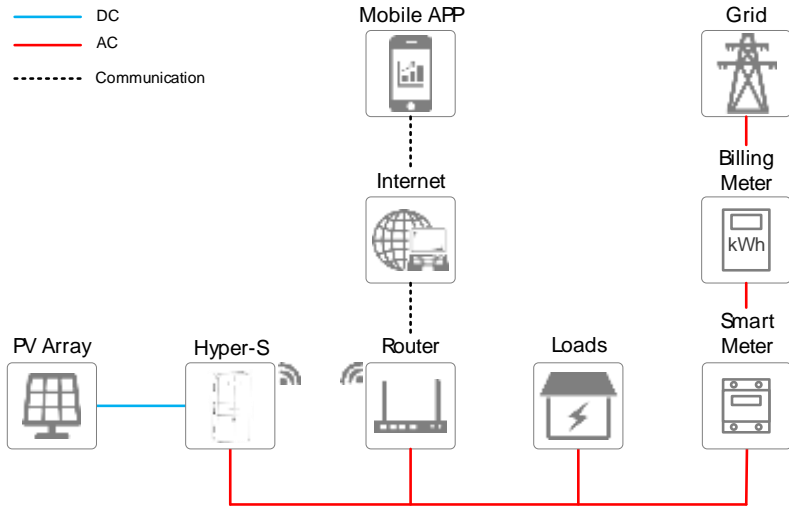 DC
AC
Communication
Mobile APP
Grid
Billing
Meter
kWh
Internet
Smart
Meter
PV Array
Hyper-S
Router
Loads